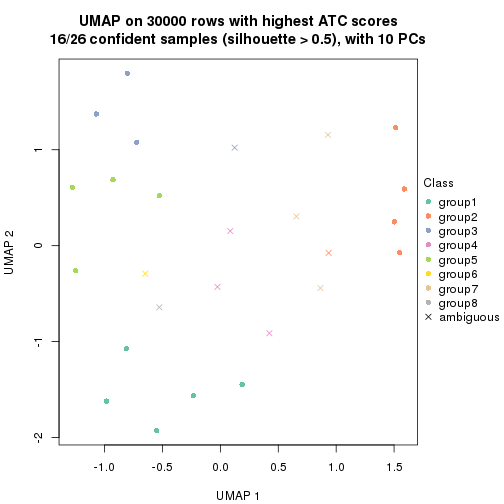 UMAP on 30000 rows with highest ATC scores
16/26 confident samples (silhouette > 0.5), with 10 PCs
UMAP 2
1
0
-1
-2
-1.0
-0.5
0.0
0.5
1.0
1.5
UMAP 1
Class
group1
group2
group3
group4
group5
group6
group7
group8
ambiguous